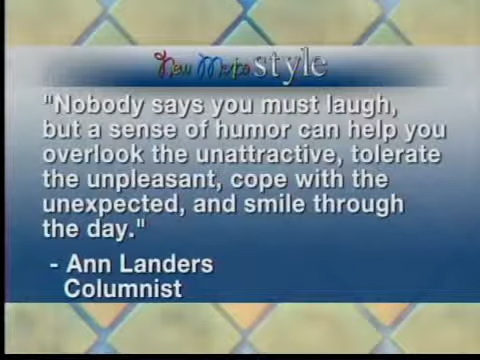 New Mexico style
"Nobody says you must laugh,
but a sense of humor can help you
overlook the unattractive, tolerate
the unpleasant, cope with the
unexpected, and smile through
the day."
- Ann Landers
Columnist